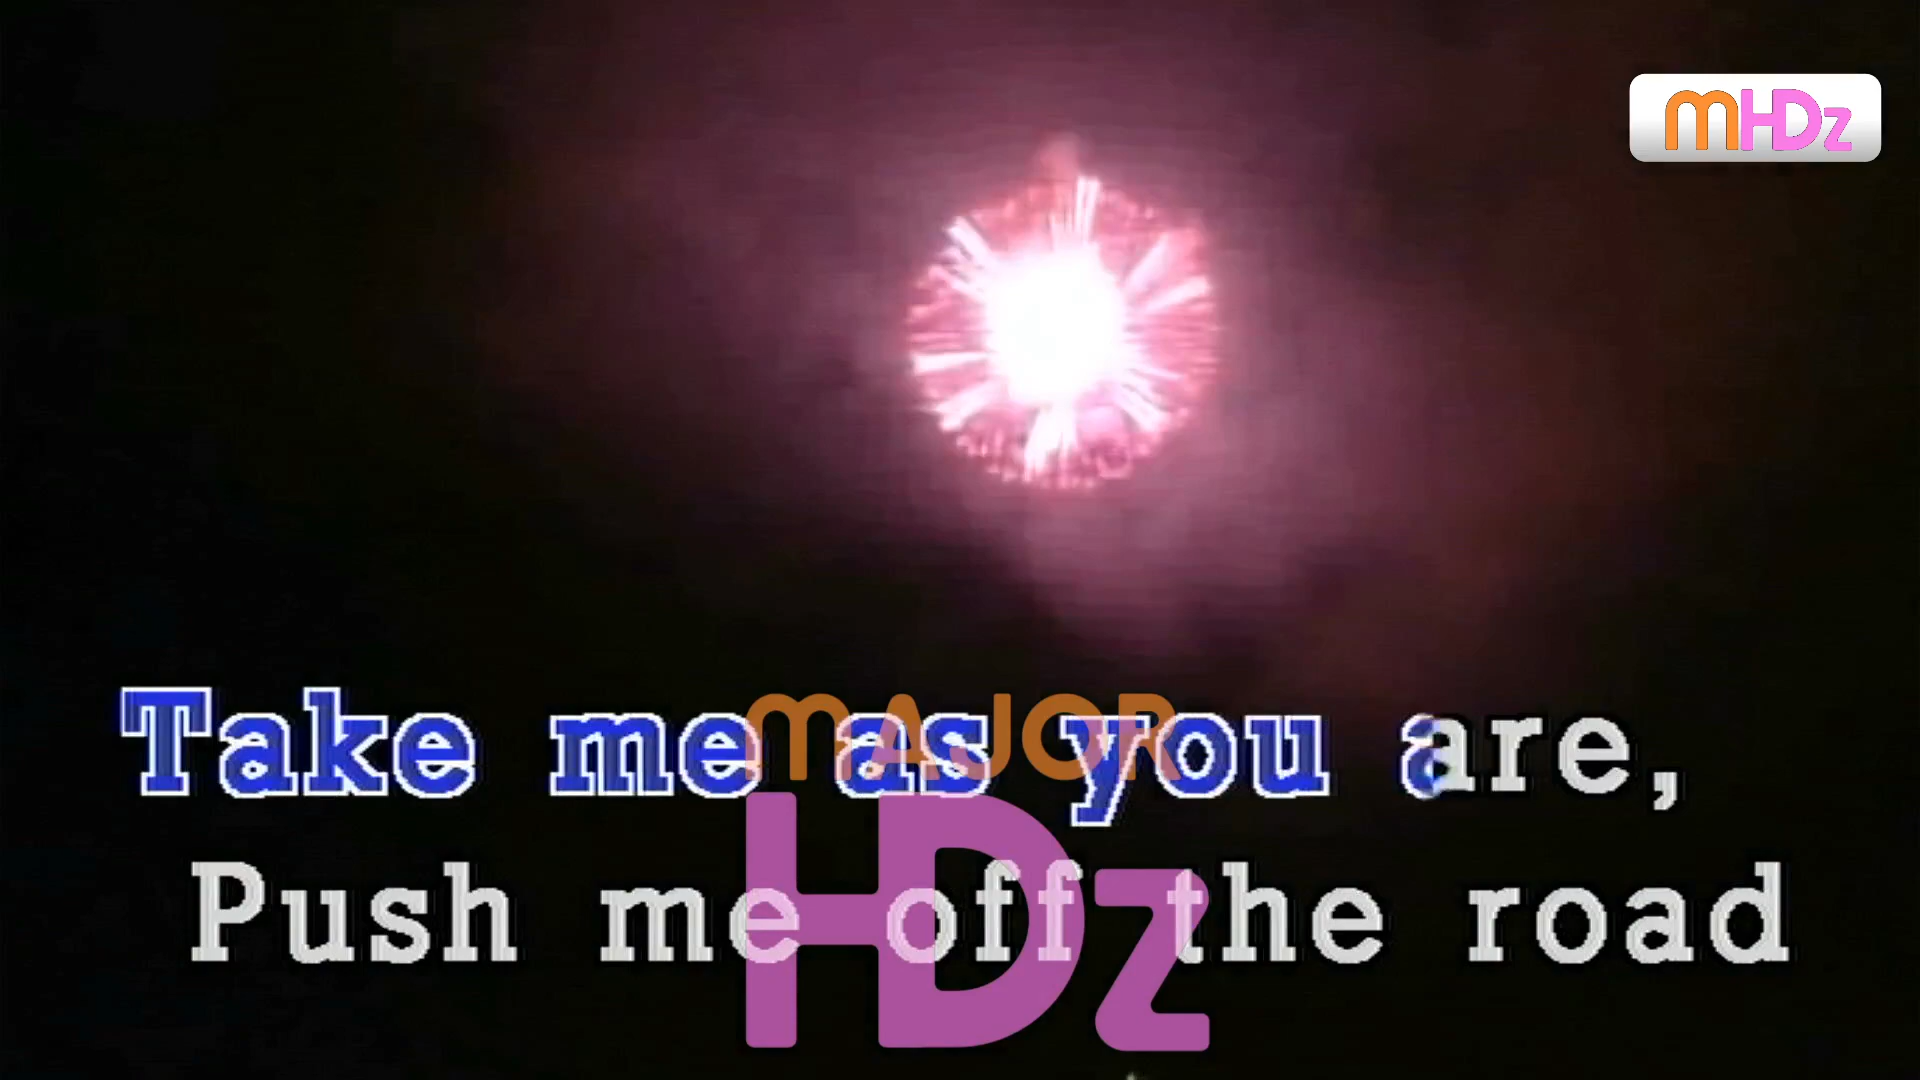 mHDz
Take me as you are,
MAJOR
Push me off the road
HDz